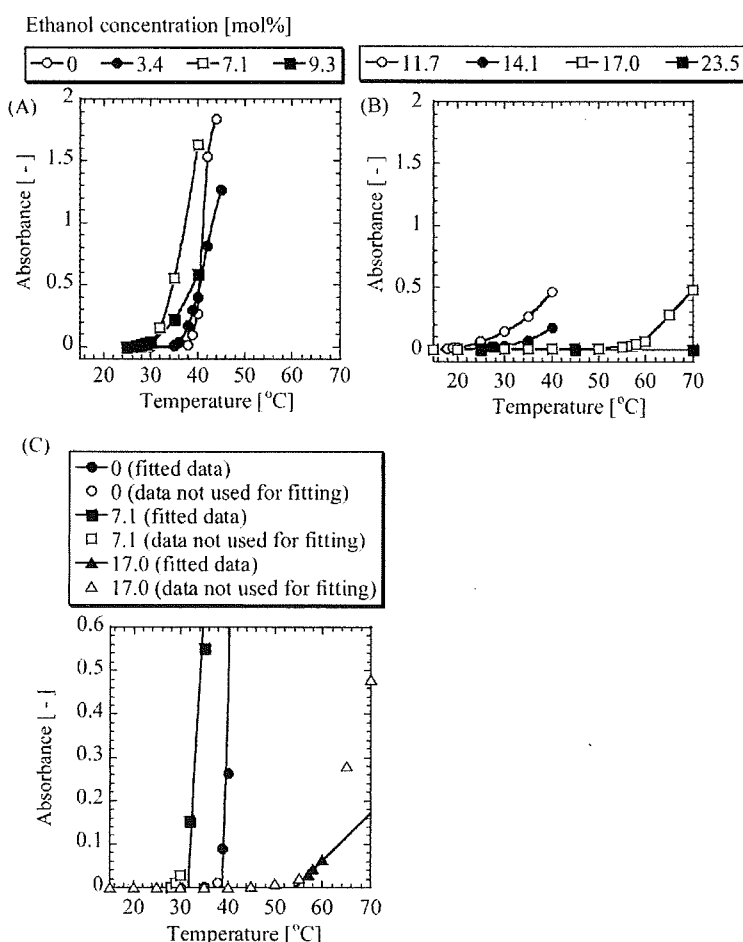 Ethanol concentration [mol%]
0 3.4 7.1 9.3
11.7 14.1 17.0 23.5
(A)
2
1.5
1
0.5
0
Absorbance [ - ]
20 30 40 50 60 70
Temperature [°C]
(B)
2
1.5
1
0.5
0
Absorbance [ - ]
20 30 40 50 60 70
Temperature [°C]
(C)
0 (fitted data)
0 (data not used for fitting)
7.1 (fitted data)
7.1 (data not used for fitting)
17.0 (fitted data)
17.0 (data not used for fitting)
0.6
0.5
0.4
0.3
0.2
0.1
0
Absorbance [ - ]
20 30 40 50 60 70
Temperature [°C]